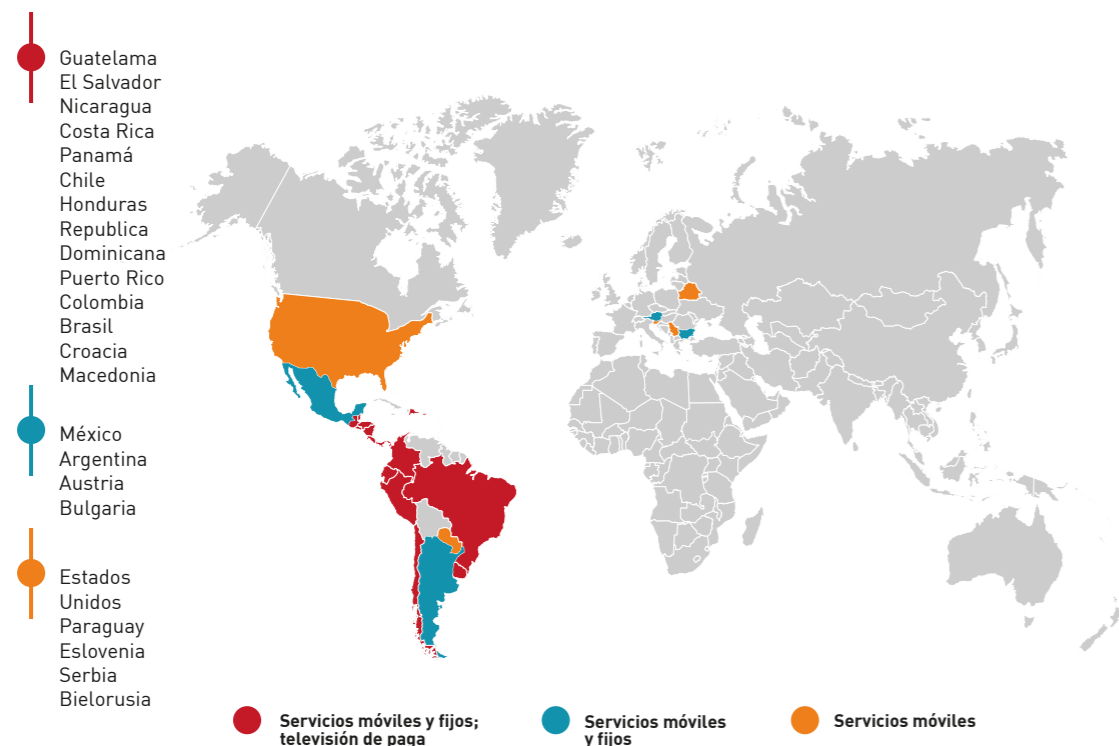 Guatelama
El Salvador
Nicaragua
Costa Rica
Panamá
Chile
Honduras
Republica
Dominicana
Puerto Rico
Colombia
Brasil
Croacia
Macedonia
México
Argentina
Austria
Bulgaria
Estados
Unidos
Paraguay
Eslovenia
Serbia
Bielorusia
Servicios móviles y fijos;
televisión de paga
Servicios móviles
y fijos
Servicios móviles